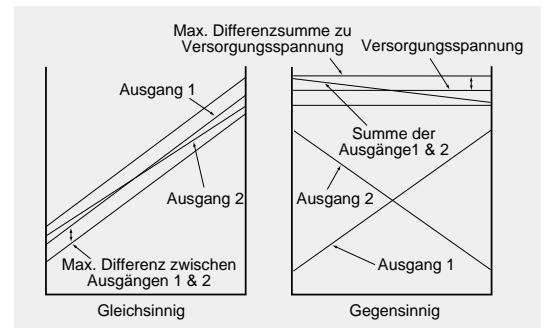 Max. Differenzsumme zu
Versorgungsspannung
Versorgungsspannung
Ausgang 1
Summe der
Ausgänge1 & 2
Ausgang 2
Ausgang 2
Max. Differenz zwischen
Ausgängen 1 & 2
Ausgang 1
Gleichsinnig
Gegensinnig